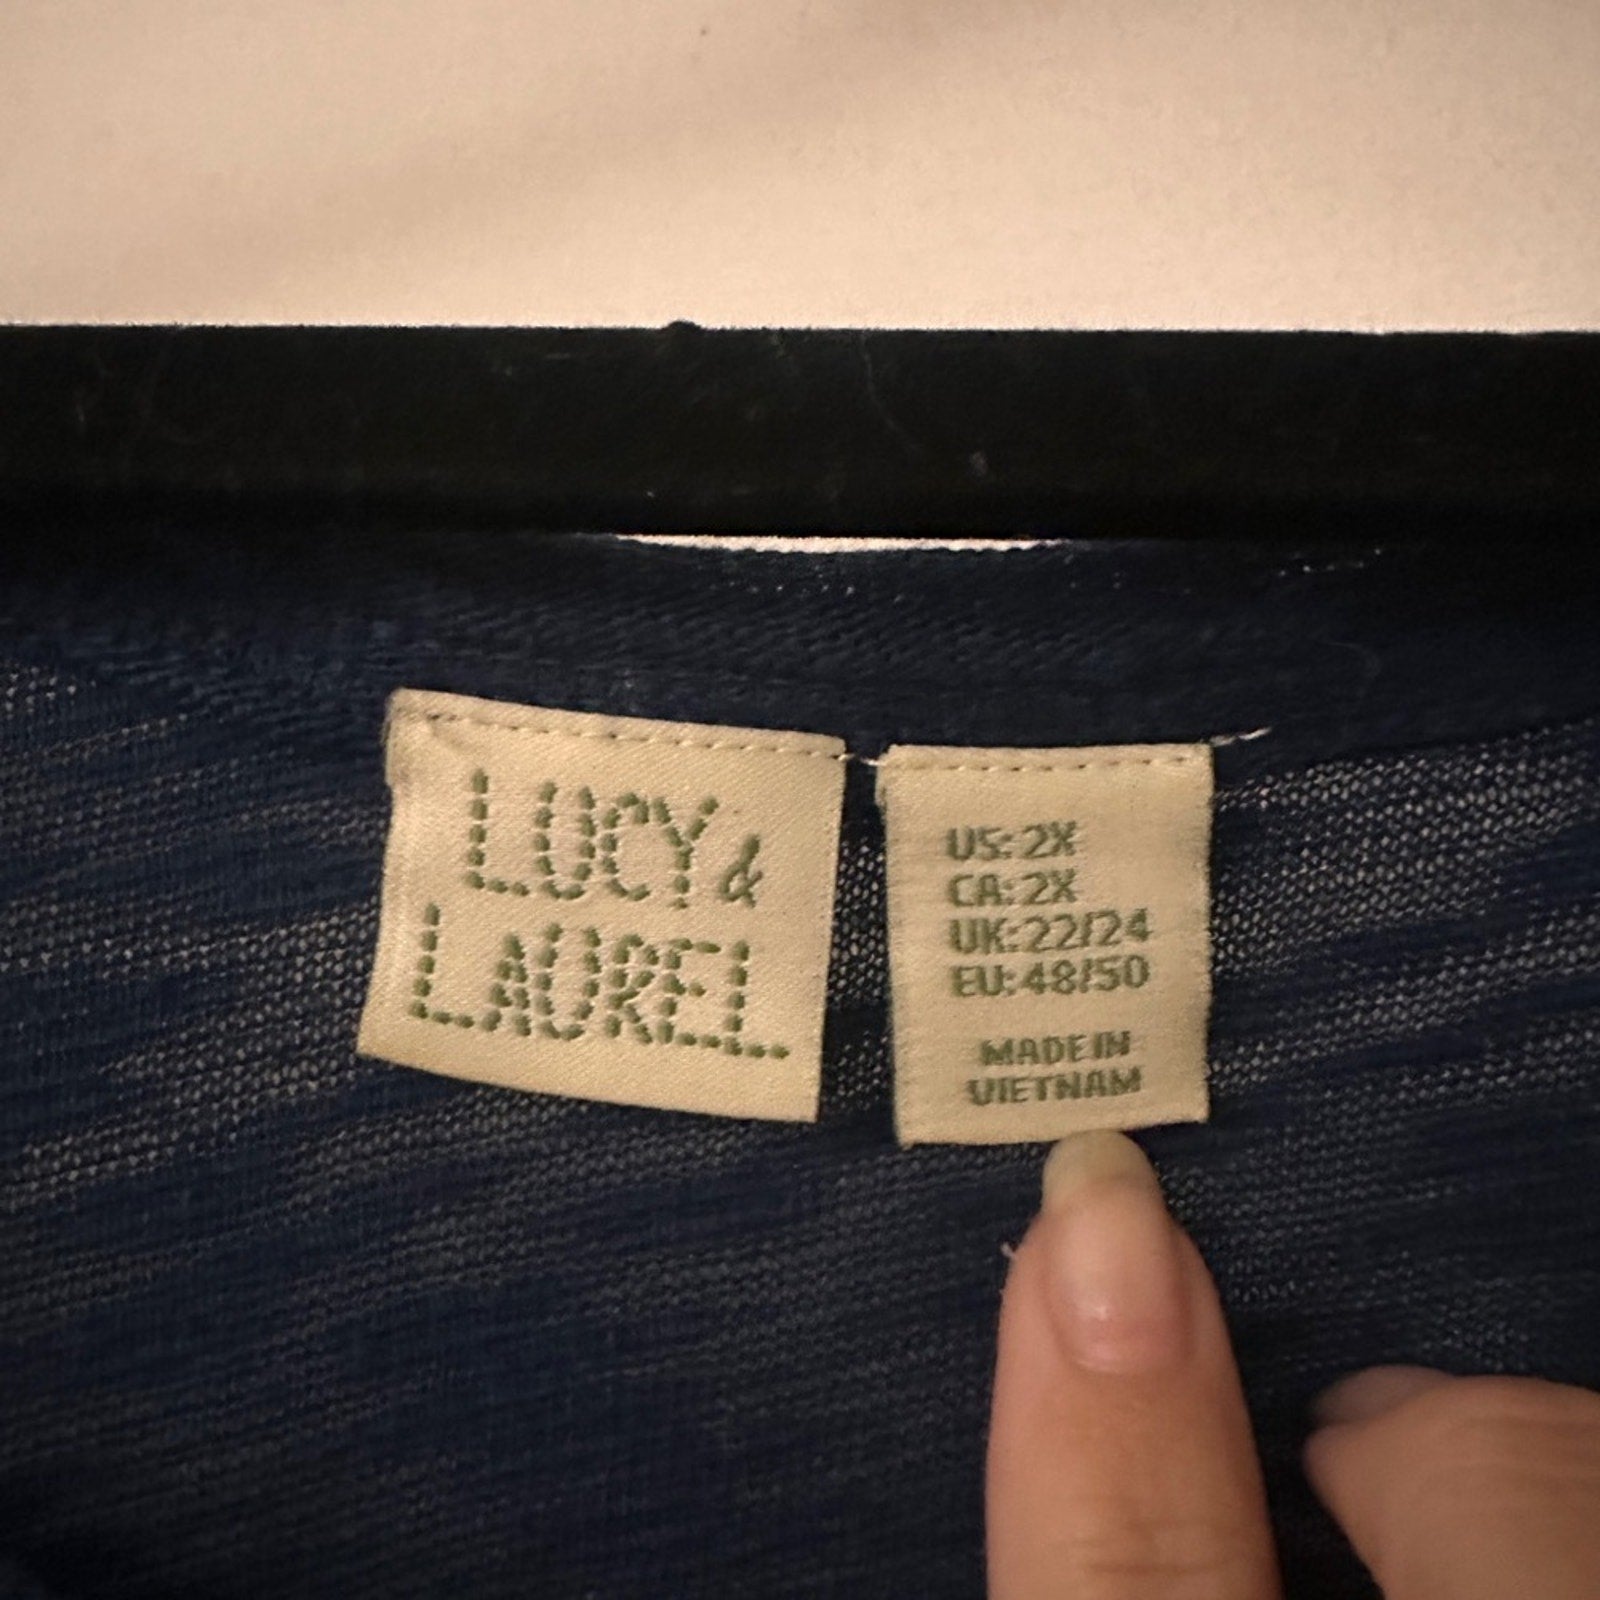 LUCY &
LAUREL
US: 2X
CA: 2X
UK: 22/24
EU: 48/50
MADE IN
VIETNAM